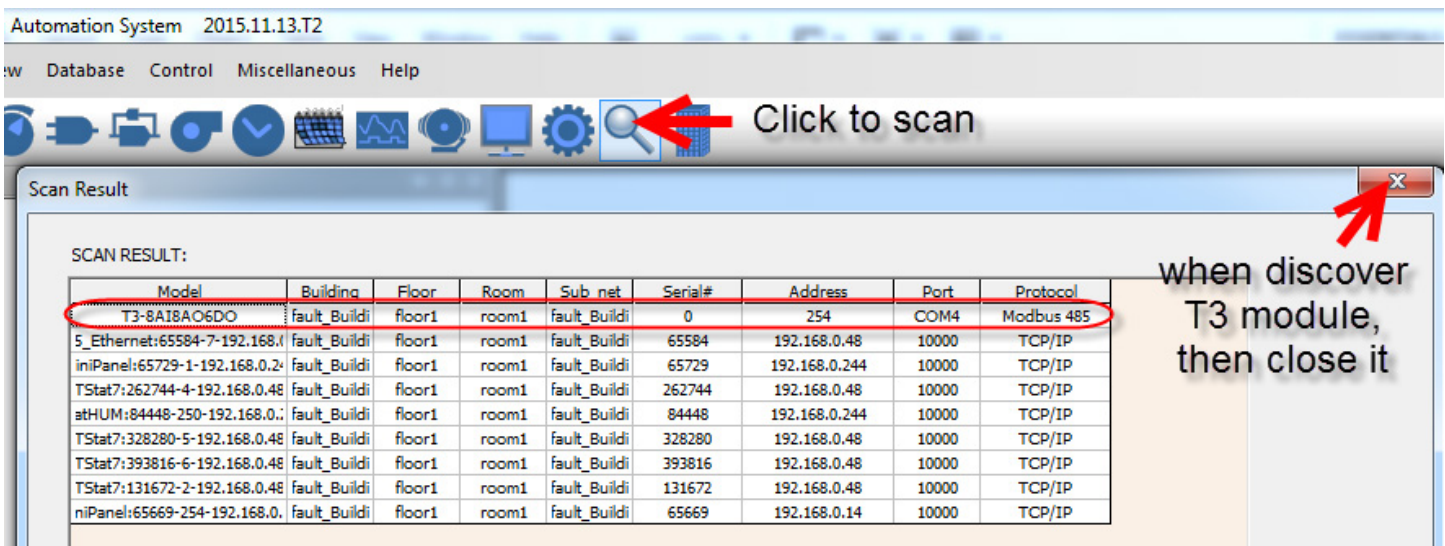 Automation System 2015.11.13.T2
Database Control Miscellaneous Help
Click to scan
Scan Result
SCAN RESULT:
when discover
T3 module,
then close it
Model Building Floor Room Sub_net Serial# Address Port Protocol
T3-8AI8AO6DO fault_Buildi floor1 room1 fault_Buildi 0 254 COM4 Modbus 485
5_Ethernet:65584-7-192.168.( fault_Buildi floor1 room1 fault_Buildi 65584 192.168.0.48 10000 TCP/IP
iniPanel:65729-1-192.168.0.24 fault_Buildi floor1 room1 fault_Buildi 65729 192.168.0.244 10000 TCP/IP
TStat7:262744-4-192.168.0.48 fault_Buildi floor1 room1 fault_Buildi 262744 192.168.0.48 10000 TCP/IP
atHUM:84448-250-192.168.0.: fault_Buildi floor1 room1 fault_Buildi 84448 192.168.0.244 10000 TCP/IP
TStat7:328280-5-192.168.0.48 fault_Buildi floor1 room1 fault_Buildi 328280 192.168.0.48 10000 TCP/IP
TStat7:393816-6-192.168.0.48 fault_Buildi floor1 room1 fault_Buildi 393816 192.168.0.48 10000 TCP/IP
TStat7:131672-2-192.168.0.48 fault_Buildi floor1 room1 fault_Buildi 131672 192.168.0.48 10000 TCP/IP
niPanel:65669-254-192.168.0. fault_Buildi floor1 room1 fault_Buildi 65669 192.168.0.14 10000 TCP/IP